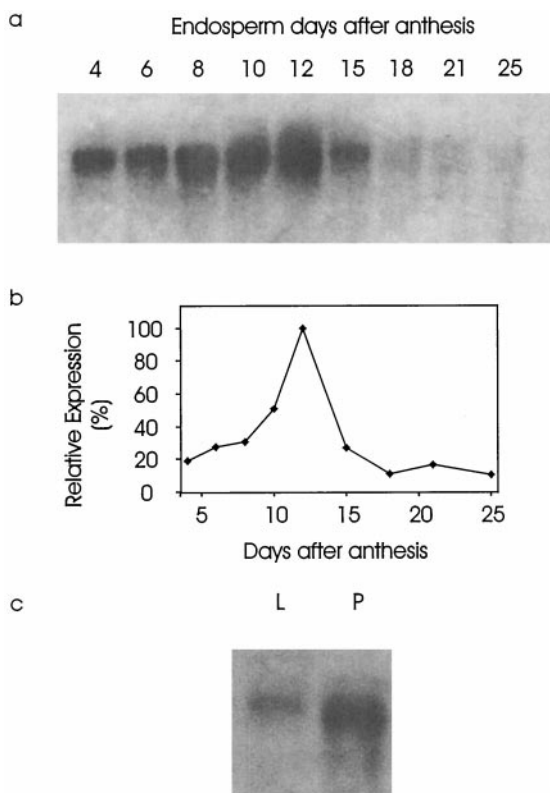 a
Endosperm days after anthesis
4 6 8 10 12 15 18 21 25
b
Relative Expression
(%)
100
80
60
40
20
0
5 10 15 20 25
Days after anthesis
c
L P